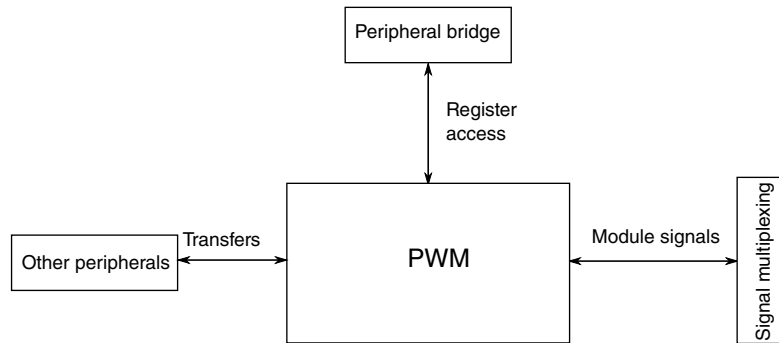 Peripheral bridge
Register
access
Transfers
Other peripherals
PWM
Module signals
Signal multiplexing